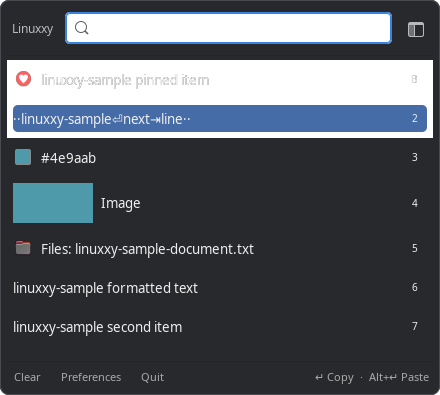 Linuxxy
linuxxy-sample pinned item 8
··linuxxy-sample⏎next⇥line·· 2
#4e9aab 3
Image 4
Files: linuxxy-sample-document.txt 5
linuxxy-sample formatted text 6
linuxxy-sample second item 7
Clear Preferences Quit ↵ Copy · Alt+↵ Paste